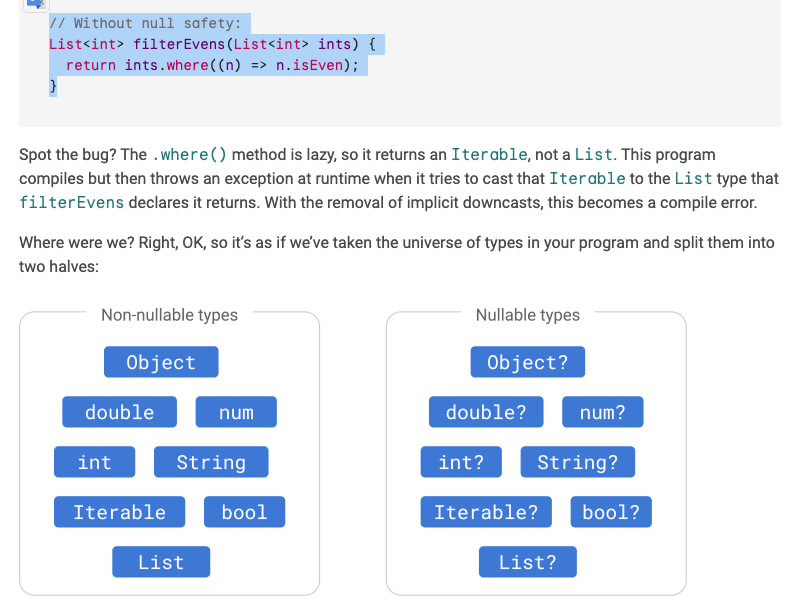 // Without null safety:
List<int> filterEvens(List<int> ints) {
return ints.where((n) => n.isEven);
}
Spot the bug? The .where() method is lazy, so it returns an Iterable, not a List. This program
compiles but then throws an exception at runtime when it tries to cast that Iterable to the List type that
filterEvens declares it returns. With the removal of implicit downcasts, this becomes a compile error.
Where were we? Right, OK, so it’s as if we’ve taken the universe of types in your program and split them into
two halves:
Non-nullable types
Object
double num
int String
Iterable bool
List
Nullable types
Object?
double? num?
int? String?
Iterable? bool?
List?